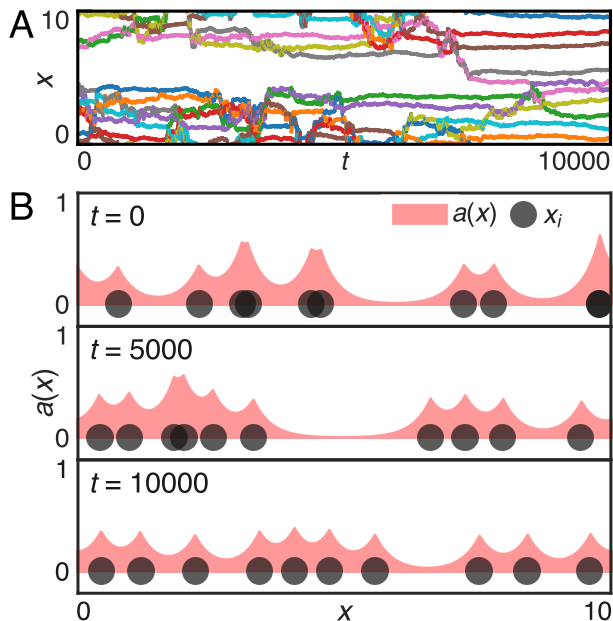 A
10
x
0
0 t 10000
B
1
t = 0
a(x) x_i
0
1
t = 5000
a(x)
0
1
t = 10000
0
0 x 10